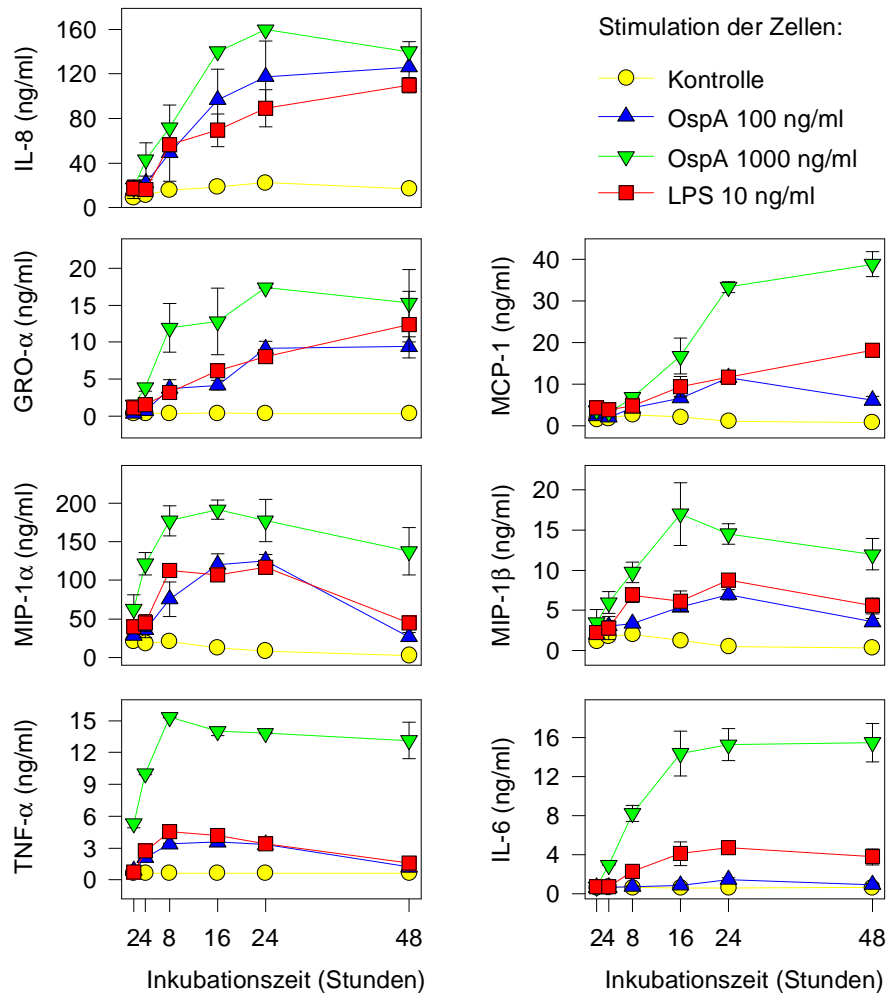 Stimulation der Zellen:
Kontrolle
OspA 100 ng/ml
OspA 1000 ng/ml
LPS 10 ng/ml
IL-8 (ng/ml)
160
120
80
40
0
GRO-α (ng/ml)
20
15
10
5
0
MCP-1 (ng/ml)
40
30
20
10
0
MIP-1α (ng/ml)
200
150
100
50
0
MIP-1β (ng/ml)
20
15
10
5
0
TNF-α (ng/ml)
15
12
9
6
3
0
IL-6 (ng/ml)
16
12
8
4
0
2 4 8 16 24 48
Inkubationszeit (Stunden)
2 4 8 16 24 48
Inkubationszeit (Stunden)